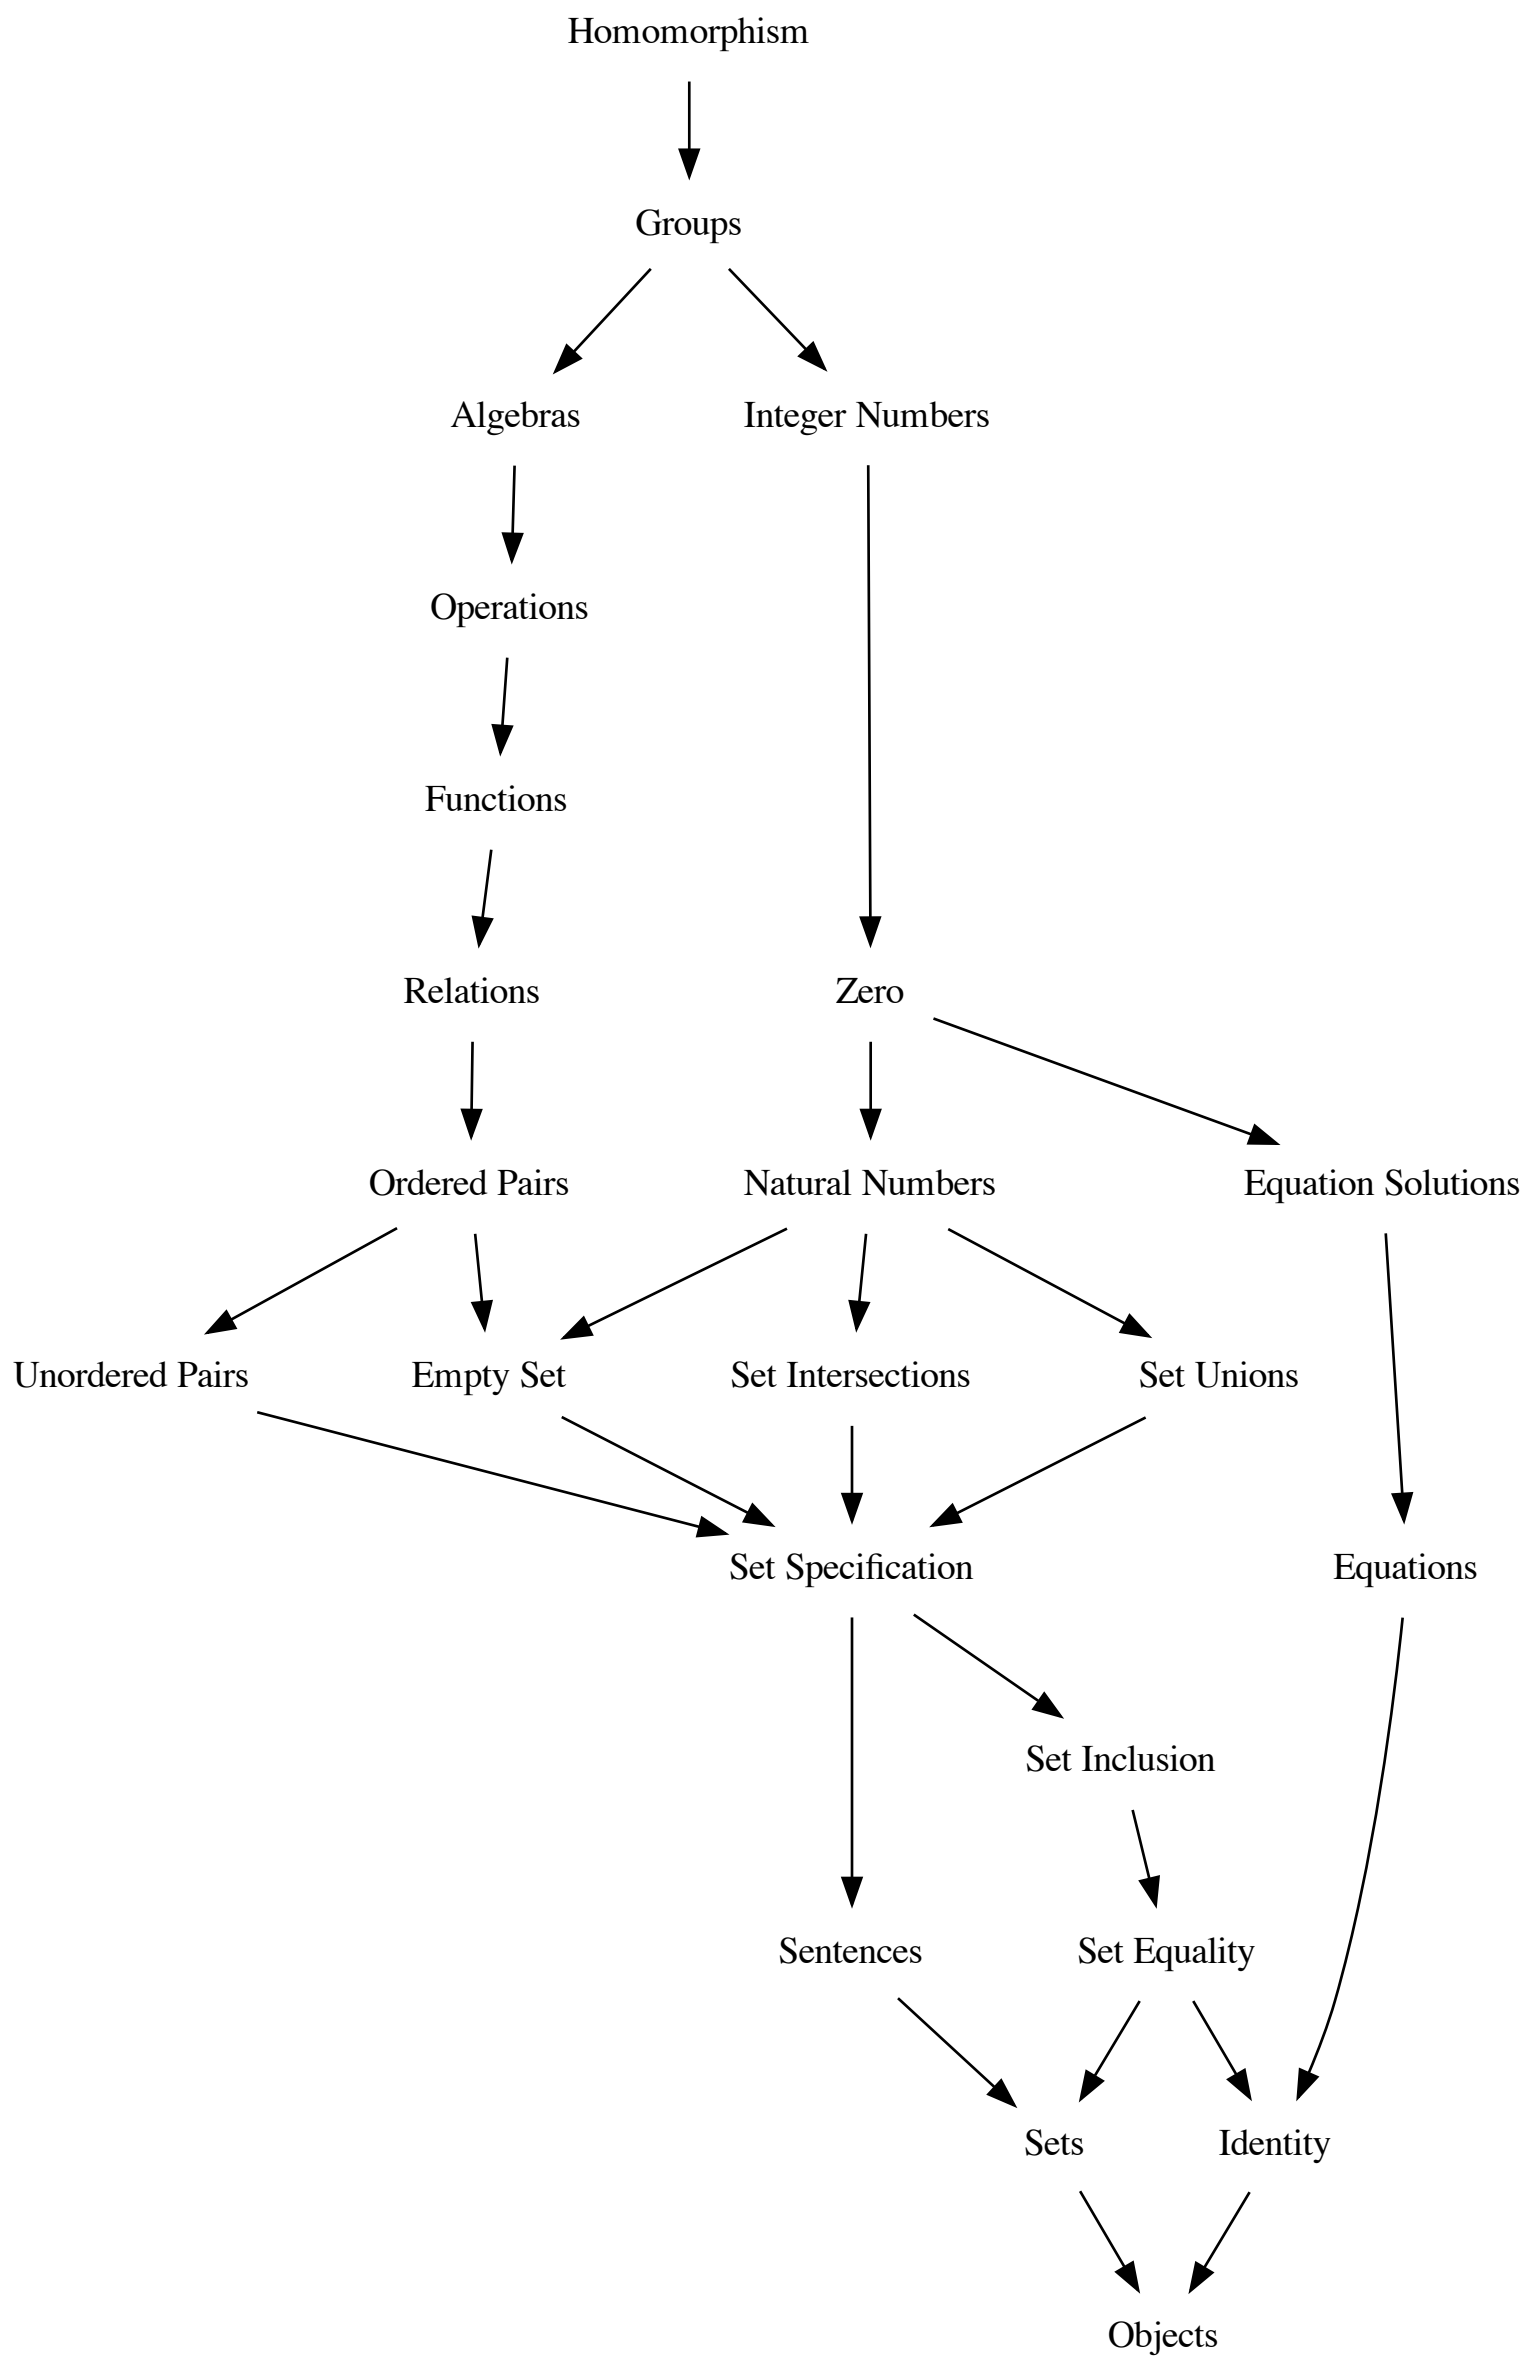 Homomorphism
Groups
Algebras
Integer Numbers
Operations
Functions
Relations
Zero
Ordered Pairs
Natural Numbers
Equation Solutions
Unordered Pairs
Empty Set
Set Intersections
Set Unions
Set Specification
Equations
Set Inclusion
Sentences
Set Equality
Sets
Identity
Objects